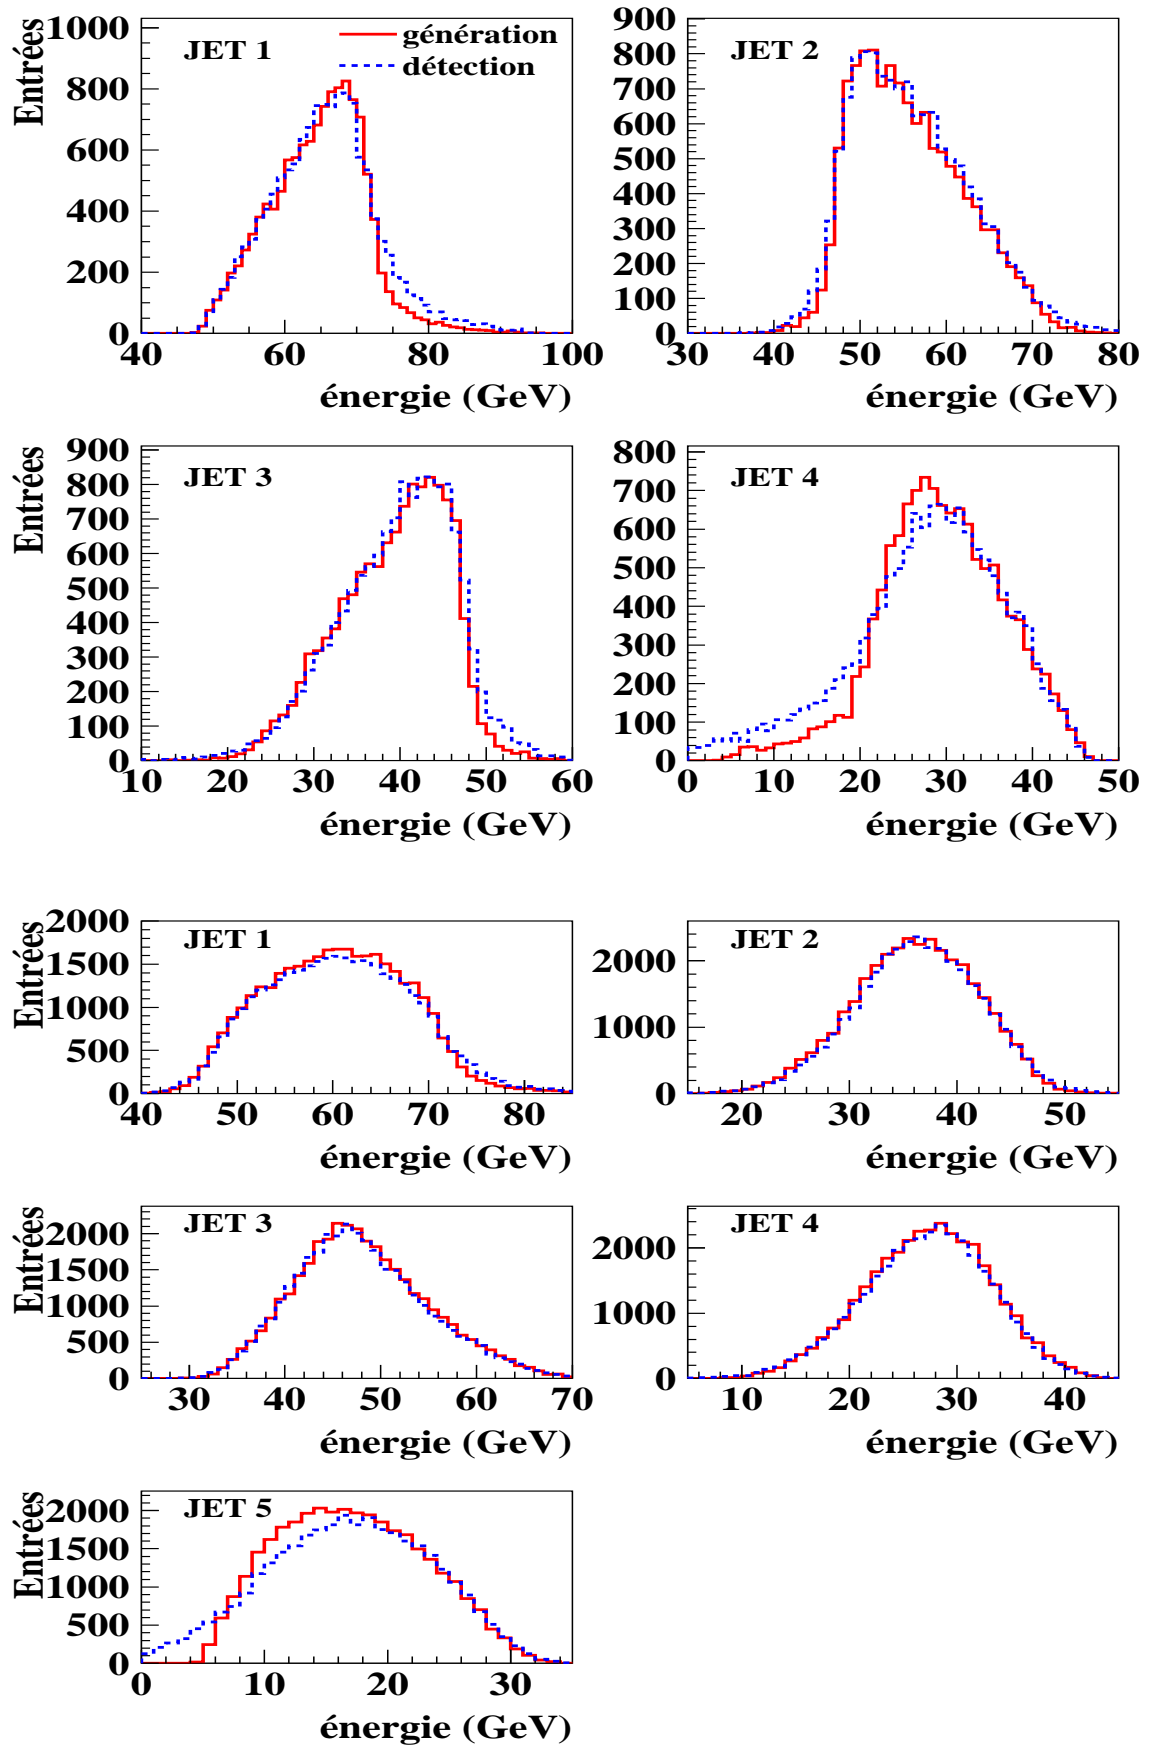 Entrées
JET 1
génération
détection
1000
800
600
400
200
0
40 60 80 100
énergie (GeV)
JET 2
900
800
700
600
500
400
300
200
100
0
30 40 50 60 70 80
énergie (GeV)
Entrées
JET 3
900
800
700
600
500
400
300
200
100
0
10 20 30 40 50 60
énergie (GeV)
JET 4
800
700
600
500
400
300
200
100
0
0 10 20 30 40 50
énergie (GeV)
Entrées
JET 1
2000
1500
1000
500
0
40 50 60 70 80
énergie (GeV)
JET 2
2000
1000
0
20 30 40 50
énergie (GeV)
Entrées
JET 3
2000
1500
1000
500
0
30 40 50 60 70
énergie (GeV)
JET 4
2000
1000
0
10 20 30 40
énergie (GeV)
Entrées
JET 5
2000
1500
1000
500
0
0 10 20 30
énergie (GeV)